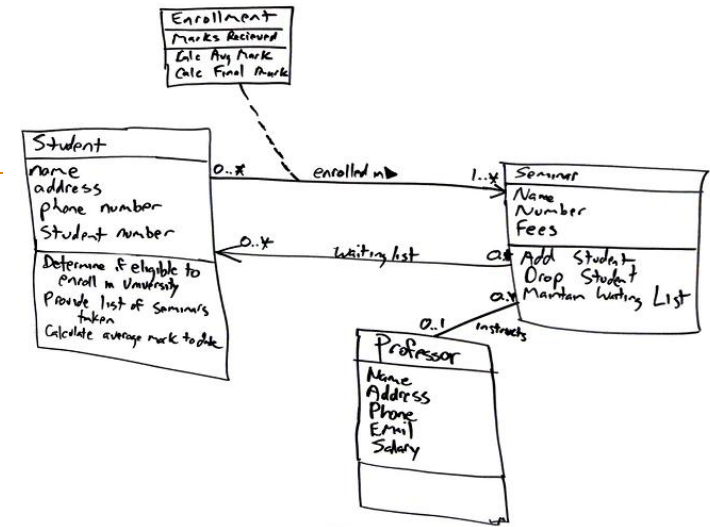 Enrollment
Marks Recieved
Calc Avg Mark
Calc Final Mark
Student
name
address
phone number
Student number
Determine if eligible to
enroll in University
Provide list of seminars
taken
Calculate average mark to date
0..*
enrolled in
1..*
Seminar
Name
Number
Fees
Add Student
Drop Student
Maintain Waiting List
0..*
waiting list
0..*
0..*
instructs
0..1
Professor
Name
Address
Phone
Email
Salary